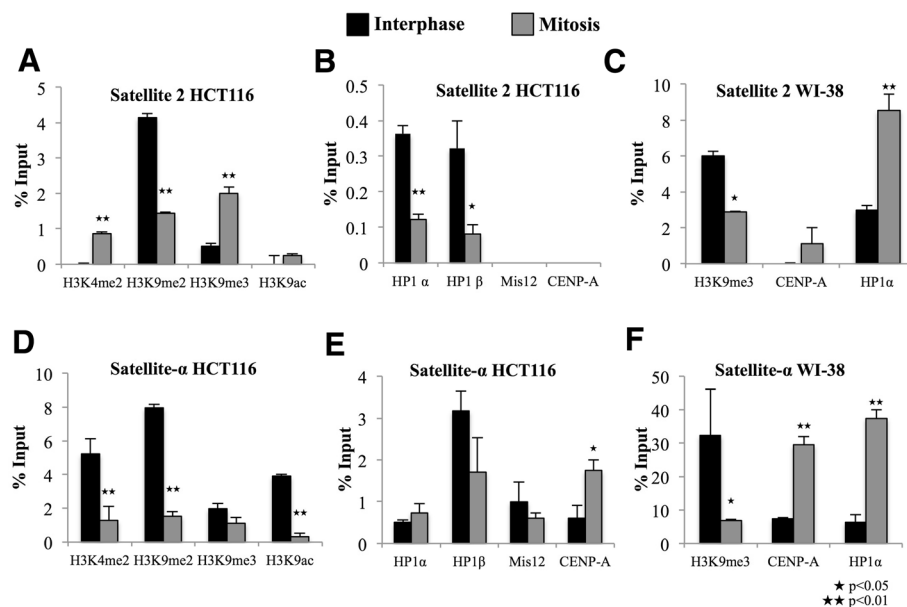 Interphase Mitosis
A B C
Satellite 2 HCT116 Satellite 2 HCT116 Satellite 2 WI-38
% Input
5
4
3
2
1
0
★★ ★★ ★★
H3K4me2 H3K9me2 H3K9me3 H3K9ac
% Input
0.5
0.4
0.3
0.2
0.1
0
★★ ★
HP1 α HP1 β Mis12 CENP-A
% Input
10
8
6
4
2
0
★ ★★
H3K9me3 CENP-A HP1α
D E F
Satellite-α HCT116 Satellite-α HCT116 Satellite-α WI-38
% Input
10
8
6
4
2
0
★★ ★★ ★★
H3K4me2 H3K9me2 H3K9me3 H3K9ac
% Input
4
3
2
1
0
★
HP1α HP1β Mis12 CENP-A
% Input
50
40
30
20
10
0
★ ★★ ★★
H3K9me3 CENP-A HP1α
★ p<0.05
★★ p<0.01